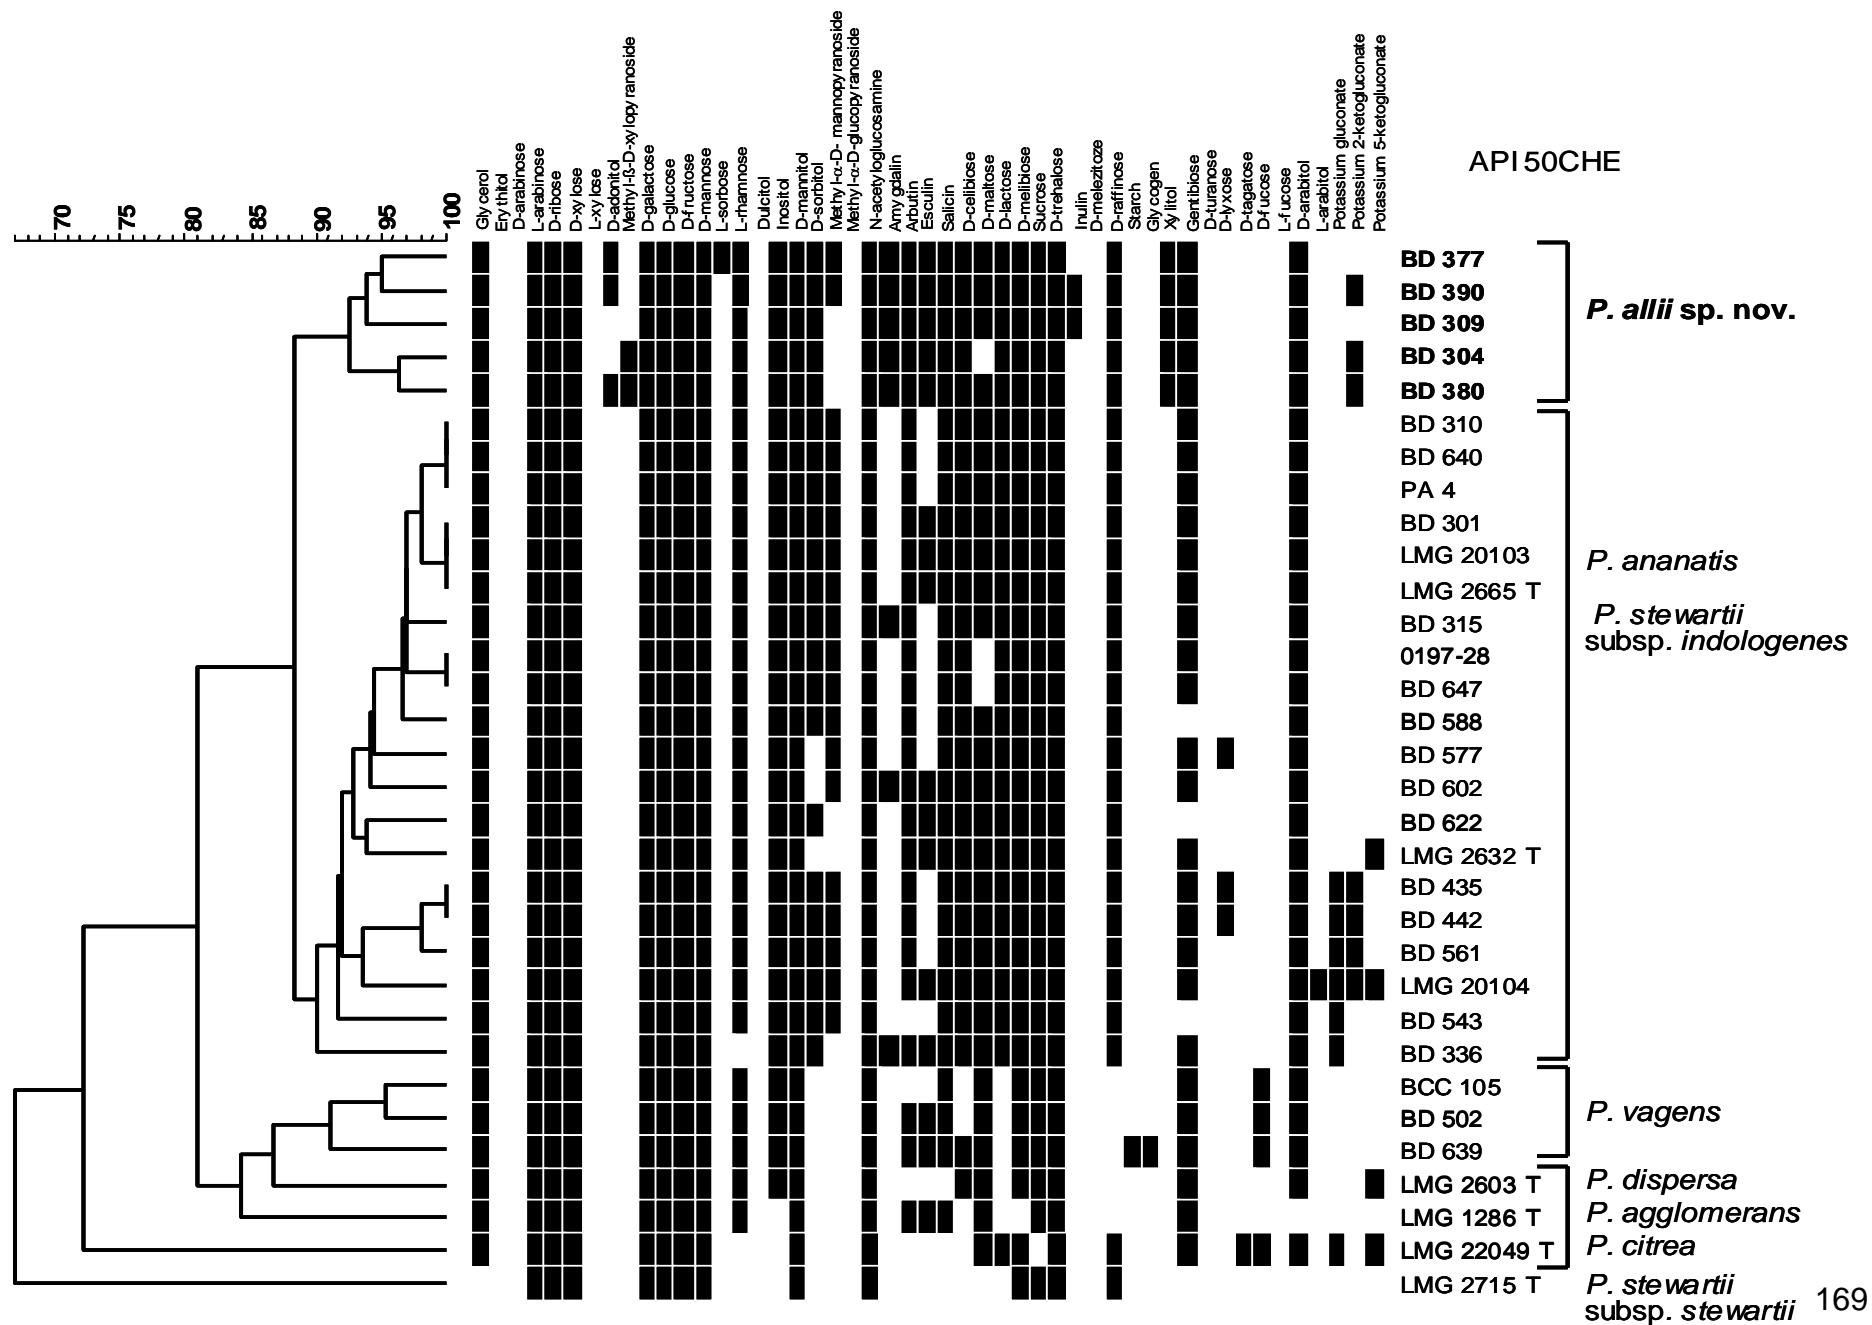 70
75
80
85
90
95
100
Glycerol
Erythitol
D-arabinose
L-arabinose
D-ribose
D-xylose
L-xylose
D-adonitol
Methyl-ß-D-xylopyranoside
D-galactose
D-glucose
D-fructose
D-mannose
L-sorbose
L-rhamnose
Dulcitol
Inositol
D-mannitol
D-sorbitol
Methyl-α-D- mannopyranoside
Methyl-α-D-glucopyranoside
N-acetyloglucosamine
Amygdalin
Arbutin
Esculin
Salicin
D-celibiose
D-maltose
D-lactose
D-melibiose
Sucrose
D-trehalose
Inulin
D-melezitoze
D-raffinose
Starch
Glycogen
Xylitol
Gentibiose
D-turanose
D-lyxose
D-tagatose
D-fucose
L-fucose
D-arabitol
L-arabitol
Potassium gluconate
Potassium 2-ketogluconate
Potassium 5-ketogluconate
API 50CHE
BD 377
BD 390
BD 309
BD 304
BD 380
P. allii sp. nov.
BD 310
BD 640
PA 4
BD 301
LMG 20103
LMG 2665 T
BD 315
0197-28
BD 647
BD 588
BD 577
BD 602
BD 622
LMG 2632 T
BD 435
BD 442
BD 561
LMG 20104
BD 543
BD 336
P. ananatis
P. stewartii
subsp. indologenes
BCC 105
BD 502
BD 639
P. vagens
LMG 2603 T
P. dispersa
LMG 1286 T
P. agglomerans
LMG 22049 T
P. citrea
LMG 2715 T
P. stewartii
subsp. stewartii
169